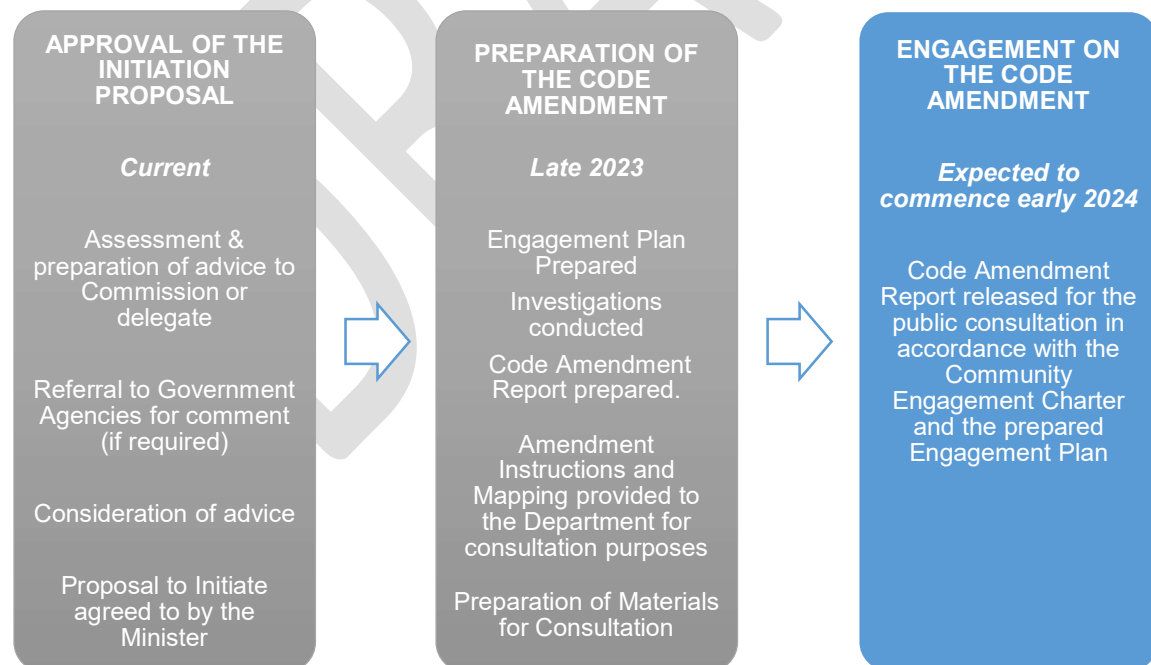 APPROVAL OF THE
INITIATION
PROPOSAL
Current
Assessment &
preparation of advice to
Commission or
delegate
Referral to Government
Agencies for comment
(if required)
Consideration of advice
Proposal to Initiate
agreed to by the
Minister
PREPARATION OF
THE CODE
AMENDMENT
Late 2023
Engagement Plan
Prepared
Investigations
conducted
Code Amendment
Report prepared.
Amendment
Instructions and
Mapping provided to
the Department for
consultation purposes
Preparation of Materials
for Consultation
ENGAGEMENT ON
THE CODE
AMENDMENT
Expected to
commence early 2024
Code Amendment
Report released for the
public consultation in
accordance with the
Community
Engagement Charter
and the prepared
Engagement Plan